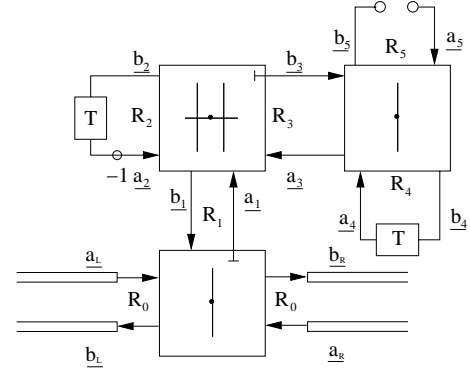 b5 a5
R5
b2 b3
T R2 R3
-1 a2 a3
R4
b1 R1 a1 a4 T b4
aL bR
R0 R0
bL aR